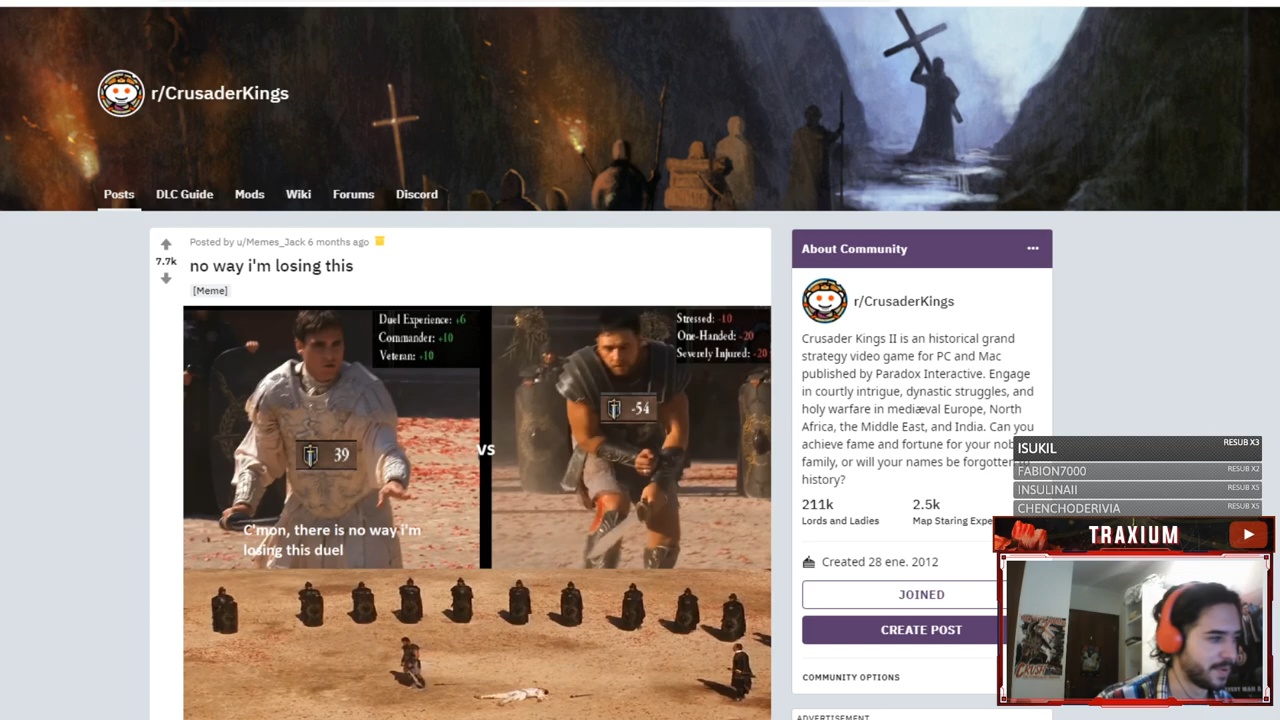 r/CrusaderKings
Posts DLC Guide Mods Wiki Forums Discord
Posted by u/Memes_Jack 6 months ago
7.7k
no way i'm losing this
[Meme]
Duel Experience: +6
Commander: +10
Veteran: +10
39
C'mon, there is no way i'm
losing this duel
VS
Stressed: -10
One-Handed: -20
Severely Injured: -20
-54
About Community
r/CrusaderKings
Crusader Kings II is an historical grand
strategy video game for PC and Mac
published by Paradox Interactive. Engage
in courtly intrigue, dynastic struggles, and
holy warfare in mediæval Europe, North
Africa, the Middle East, and India. Can you
achieve fame and fortune for your
family, or will your names be forgotten
history?
211k 2.5k
Lords and Ladies Map Staring
Created 28 ene. 2012
JOINED
CREATE POST
COMMUNITY OPTIONS
ADVERTISEMENT
ISUKIL RESUB X3
FABION7000 RESUB X2
INSULINAII RESUB X5
CHENCHODERIVIA RESUB X5
TRAXIUM